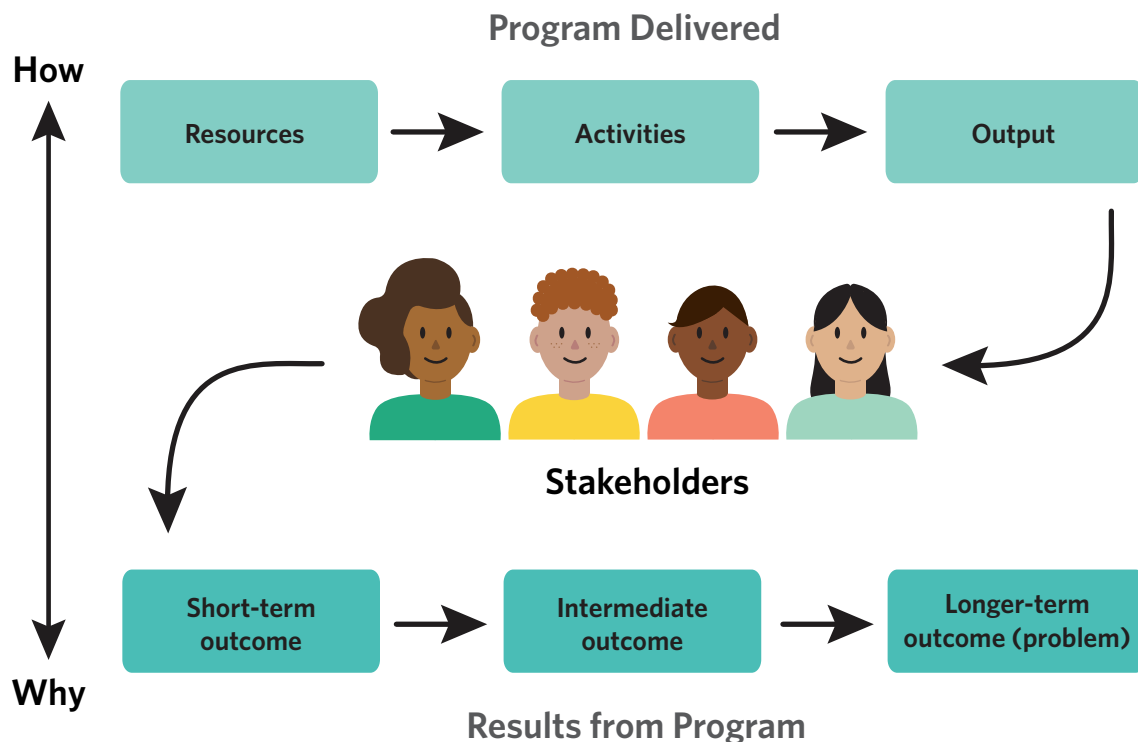 Program Delivered
How
Resources
Activities
Output
Stakeholders
Short-term
outcome
Intermediate
outcome
Longer-term
outcome (problem)
Why
Results from Program